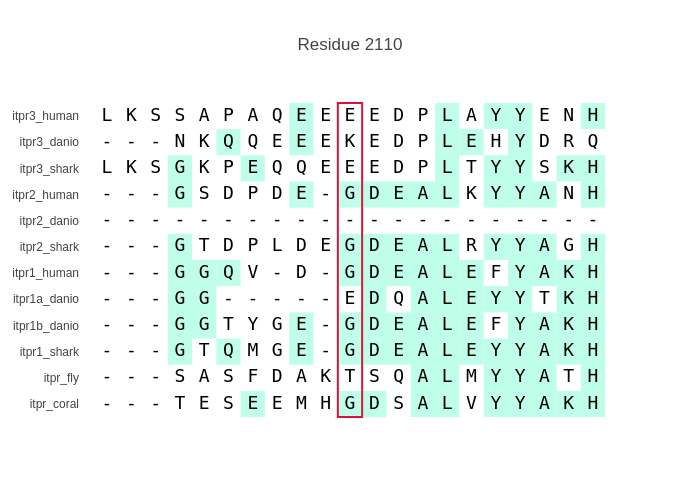 Residue 2110
itpr3_human L K S S A P A Q E E E E D P L A Y Y E N H
itpr3_danio - - - N K Q Q E E E K E D P L E H Y D R Q
itpr3_shark L K S G K P E Q Q E E E D P L T Y Y S K H
itpr2_human - - - G S D P D E - G D E A L K Y Y A N H
itpr2_danio - - - - - - - - - - - - - - - - - - - - -
itpr2_shark - - - G T D P L D E G D E A L R Y Y A G H
itpr1_human - - - G G Q V - D - G D E A L E F Y A K H
itpr1a_danio - - - G G - - - - - E D Q A L E Y Y T K H
itpr1b_danio - - - G G T Y G E - G D E A L E F Y A K H
itpr1_shark - - - G T Q M G E - G D E A L E Y Y A K H
itpr_fly - - - S A S F D A K T S Q A L M Y Y A T H
itpr_coral - - - T E S E E M H G D S A L V Y Y A K H